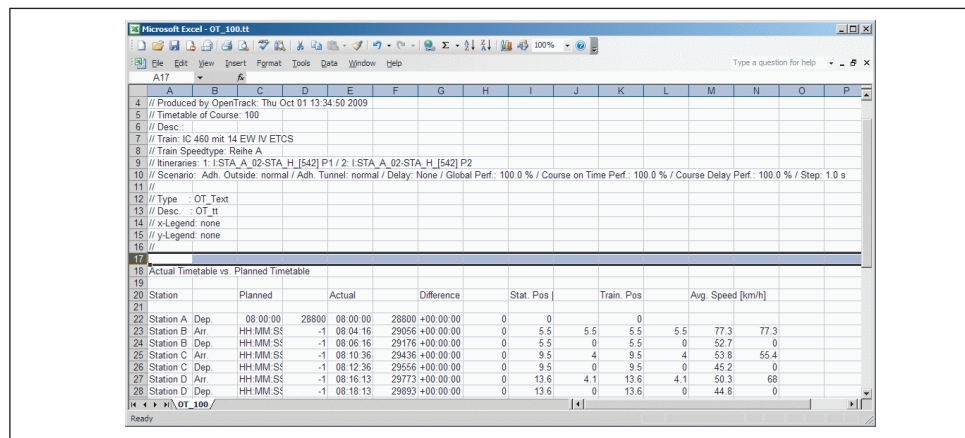 Microsoft Excel - OT_100.tt
100%
File Edit View Insert Format Tools Data Window Help Type a question for help
A17 fx
A B C D E F G H I J K L M N O P
4 // Produced by OpenTrack: Thu Oct 01 13:34:50 2009
5 // Timetable of Course: 100
6 // Desc.:
7 // Train: IC 460 mit 14 EW IV ETCS
8 // Train Speedtype: Reihe A
9 // Itineraries: 1: I:STA_A_02-STA_H_[542] P1 / 2: I:STA_A_02-STA_H_[542] P2
10 // Scenario: Adh. Outside: normal / Adh. Tunnel: normal / Delay: None / Global Perf.: 100.0 % / Course on Time Perf.: 100.0 % / Course Delay Perf.: 100.0 % / Step: 1.0 s
11 //
12 // Type : OT_Text
13 // Desc. : OT_tt
14 // x-Legend: none
15 // y-Legend: none
16 //
17
18 Actual Timetable vs. Planned Timetable
19
20 Station Planned Actual Difference Stat. Pos [ Train. Pos Avg. Speed [km/h]
21
22 Station A Dep. 08:00:00 28800 08:00:00 28800 +00:00:00 0 0 0
23 Station B Arr. HH:MM:SS -1 08:04:16 29056 +00:00:00 0 5.5 5.5 5.5 5.5 77.3 77.3
24 Station B Dep. HH:MM:SS -1 08:06:16 29176 +00:00:00 0 5.5 0 5.5 0 52.7 0
25 Station C Arr. HH:MM:SS -1 08:10:36 29436 +00:00:00 0 9.5 4 9.5 4 53.8 55.4
26 Station C Dep. HH:MM:SS -1 08:12:36 29556 +00:00:00 0 9.5 0 9.5 0 45.2 0
27 Station D Arr. HH:MM:SS -1 08:16:13 29773 +00:00:00 0 13.6 4.1 13.6 4.1 50.3 68
28 Station D Dep. HH:MM:SS -1 08:18:13 29893 +00:00:00 0 13.6 0 13.6 0 44.8 0
OT_100
Ready